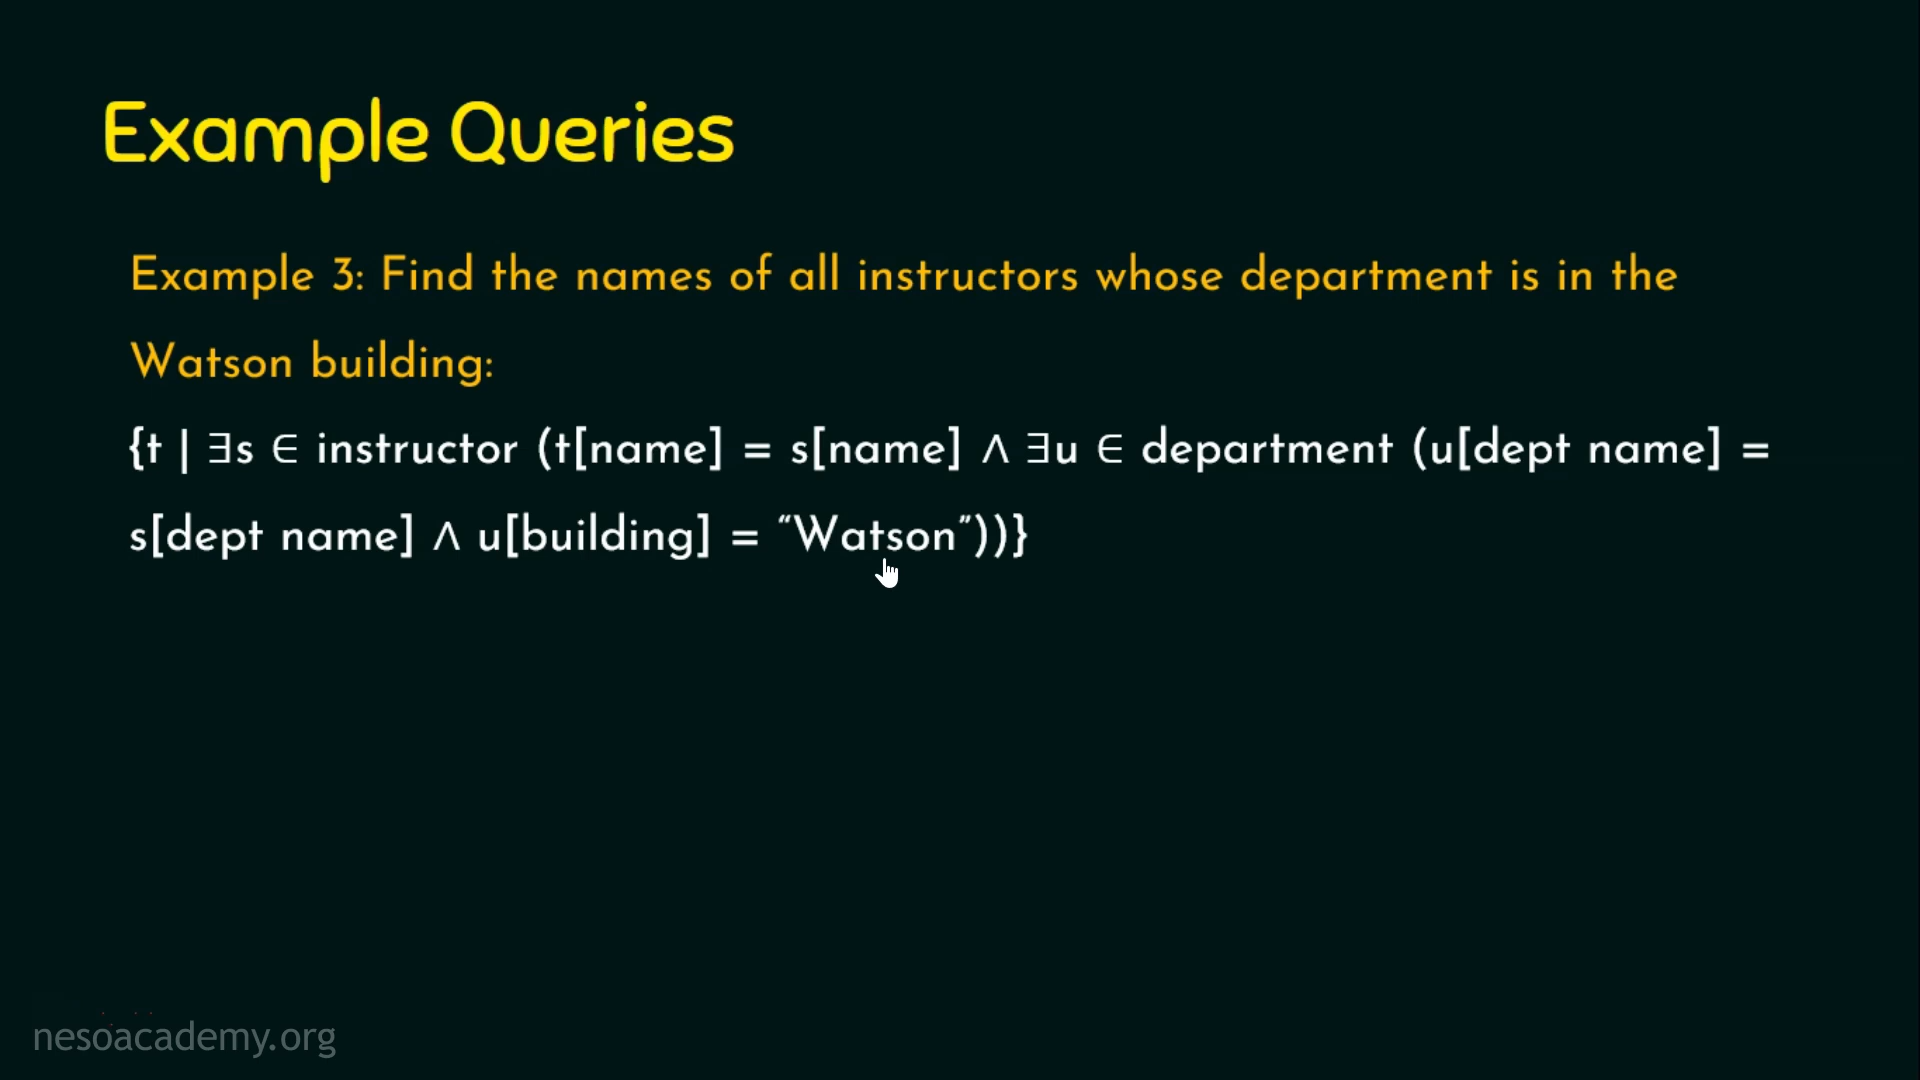 Example Queries
Example 3: Find the names of all instructors whose department is in the
Watson building:
{t | ∃s ∈ instructor (t[name] = s[name] ∧ ∃u ∈ department (u[dept name] =
s[dept name] ∧ u[building] = “Watson”))}
nesoacademy.org